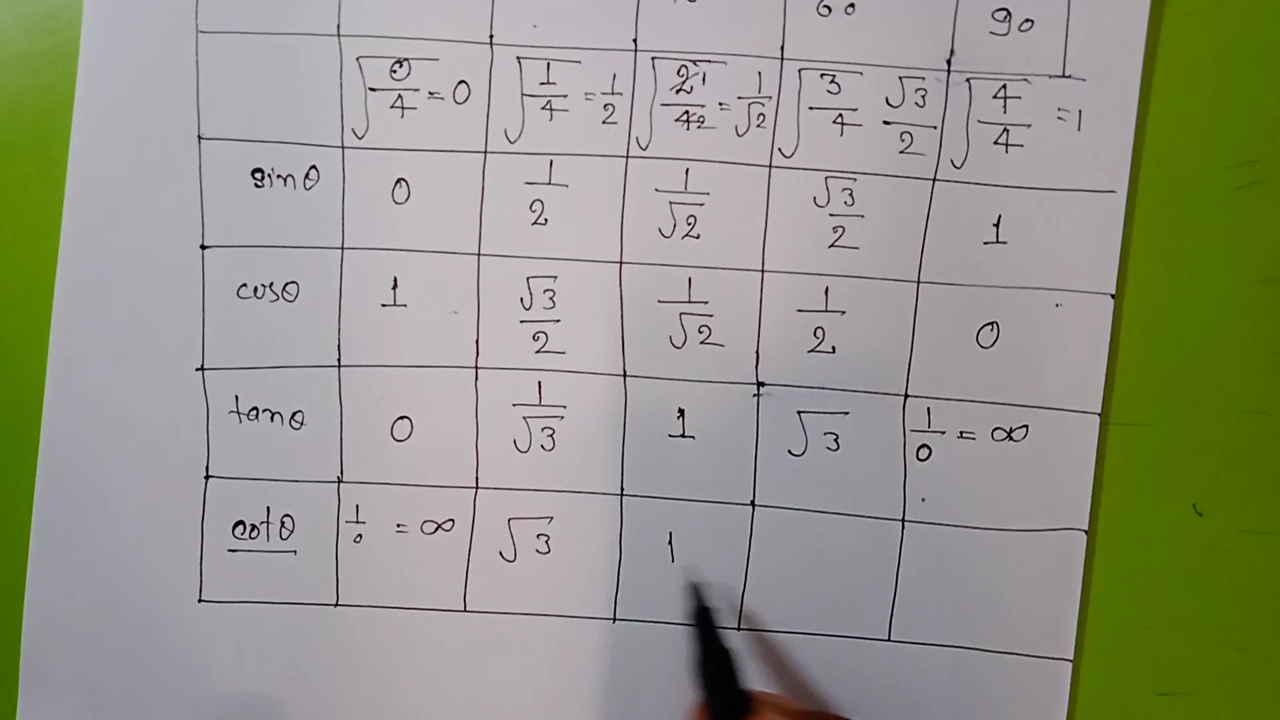 60 90
√0/4 = 0 √1/4 = 1/2 √2/4 1 2 = 1/√2 √3/4 √3/2 √4/4 = 1
sinθ 0 1/2 1/√2 √3/2 1
cosθ 1 √3/2 1/√2 1/2 0
tanθ 0 1/√3 1 √3 1/0 = ∞
cotθ 1/0 = ∞ √3 1